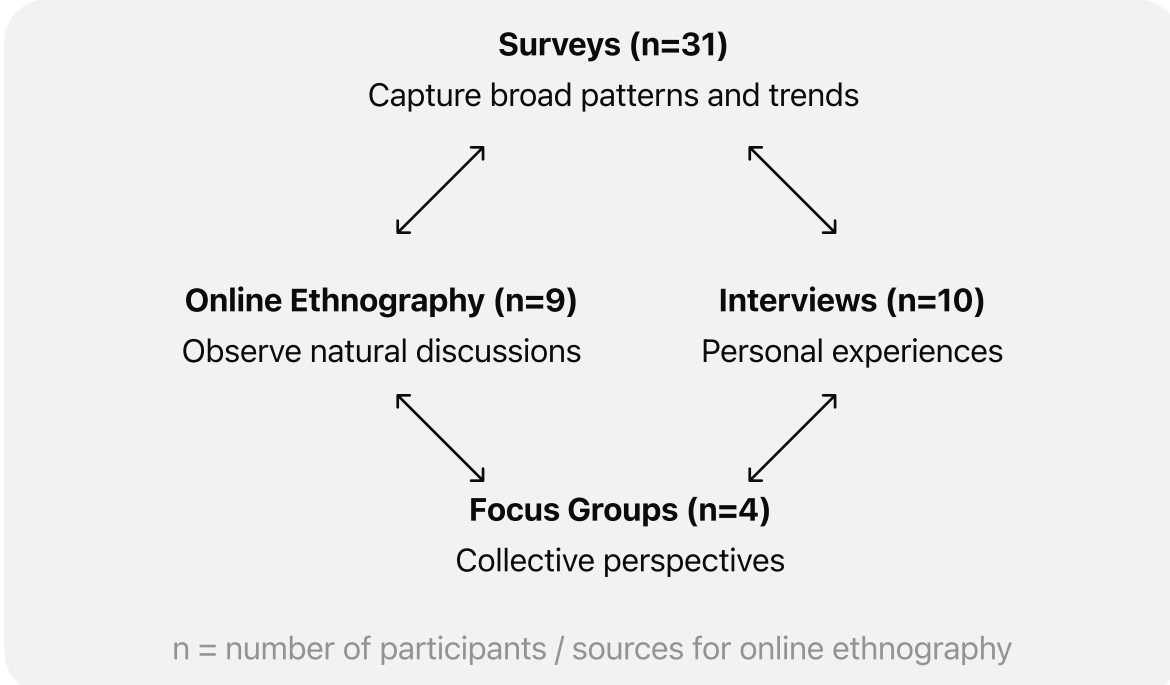 Surveys (n=31)
Capture broad patterns and trends
Online Ethnography (n=9)
Observe natural discussions
Interviews (n=10)
Personal experiences
Focus Groups (n=4)
Collective perspectives
n = number of participants / sources for online ethnography